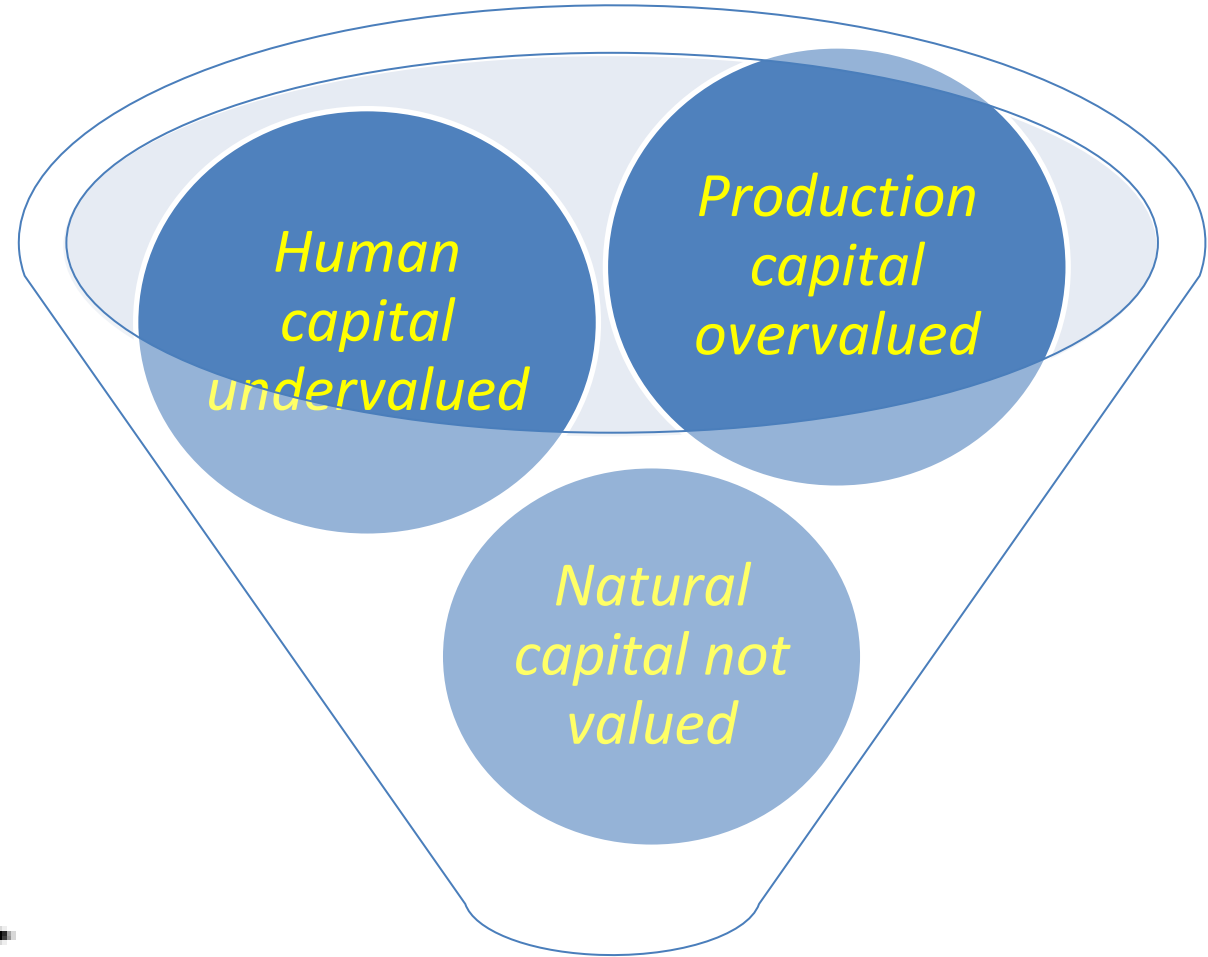 Human
capital
undervalued
Production
capital
overvalued
Natural
capital not
valued